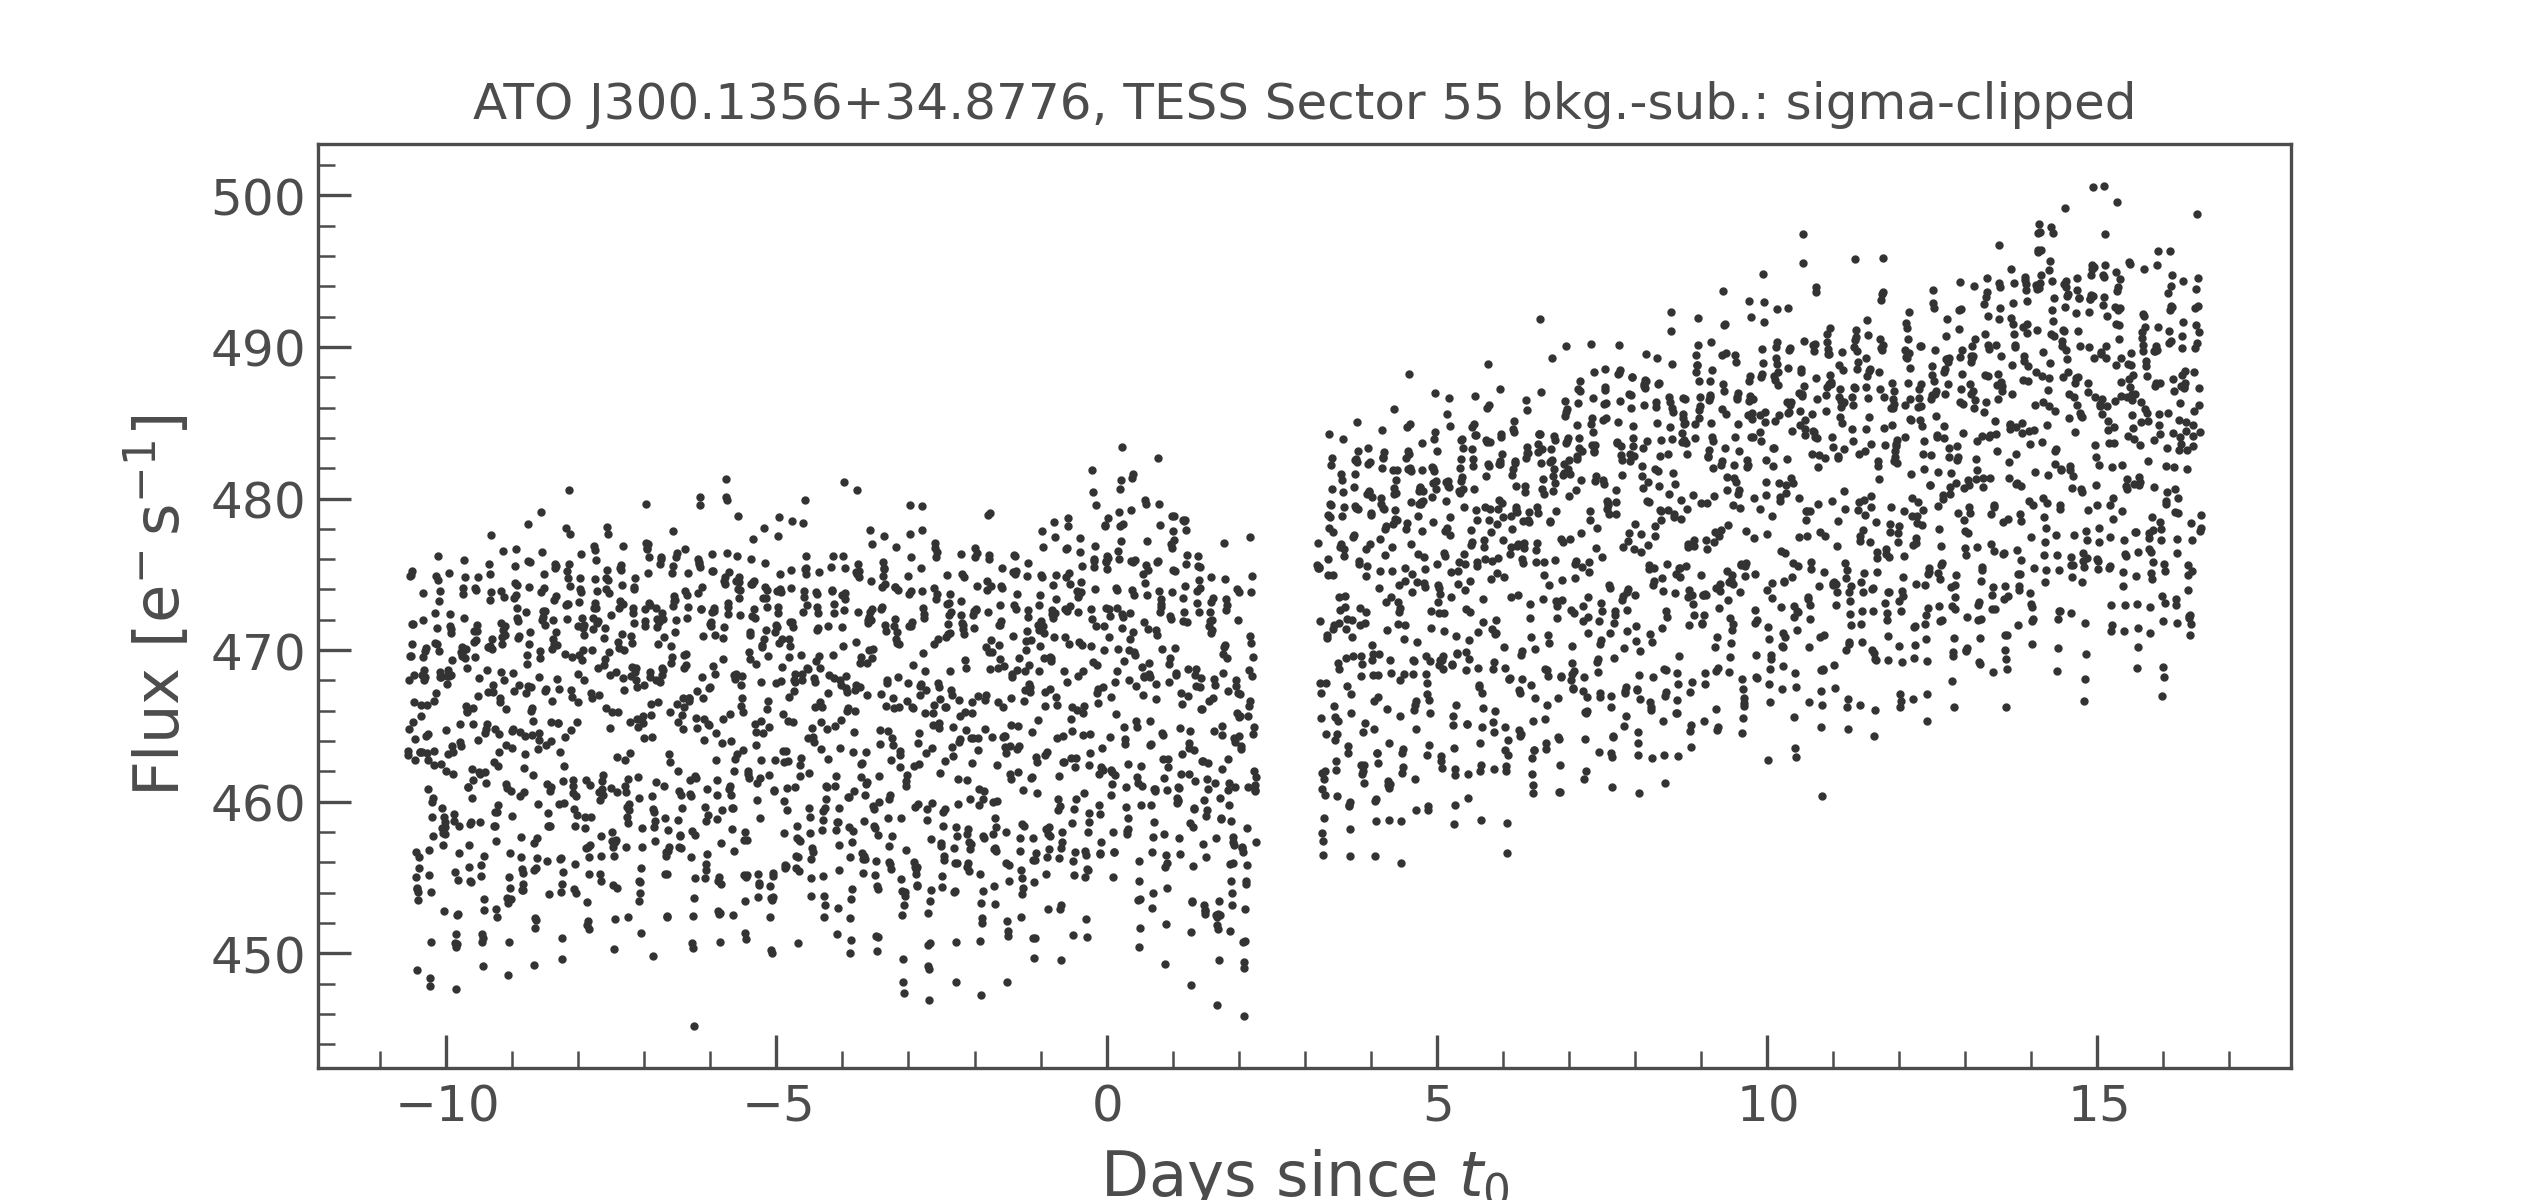 ATO J300.1356+34.8776, TESS Sector 55 bkg.-sub.: sigma-clipped
Flux [e⁻ s⁻¹]
500
490
480
470
460
450
−10 −5 0 5 10 15
Days since t₀